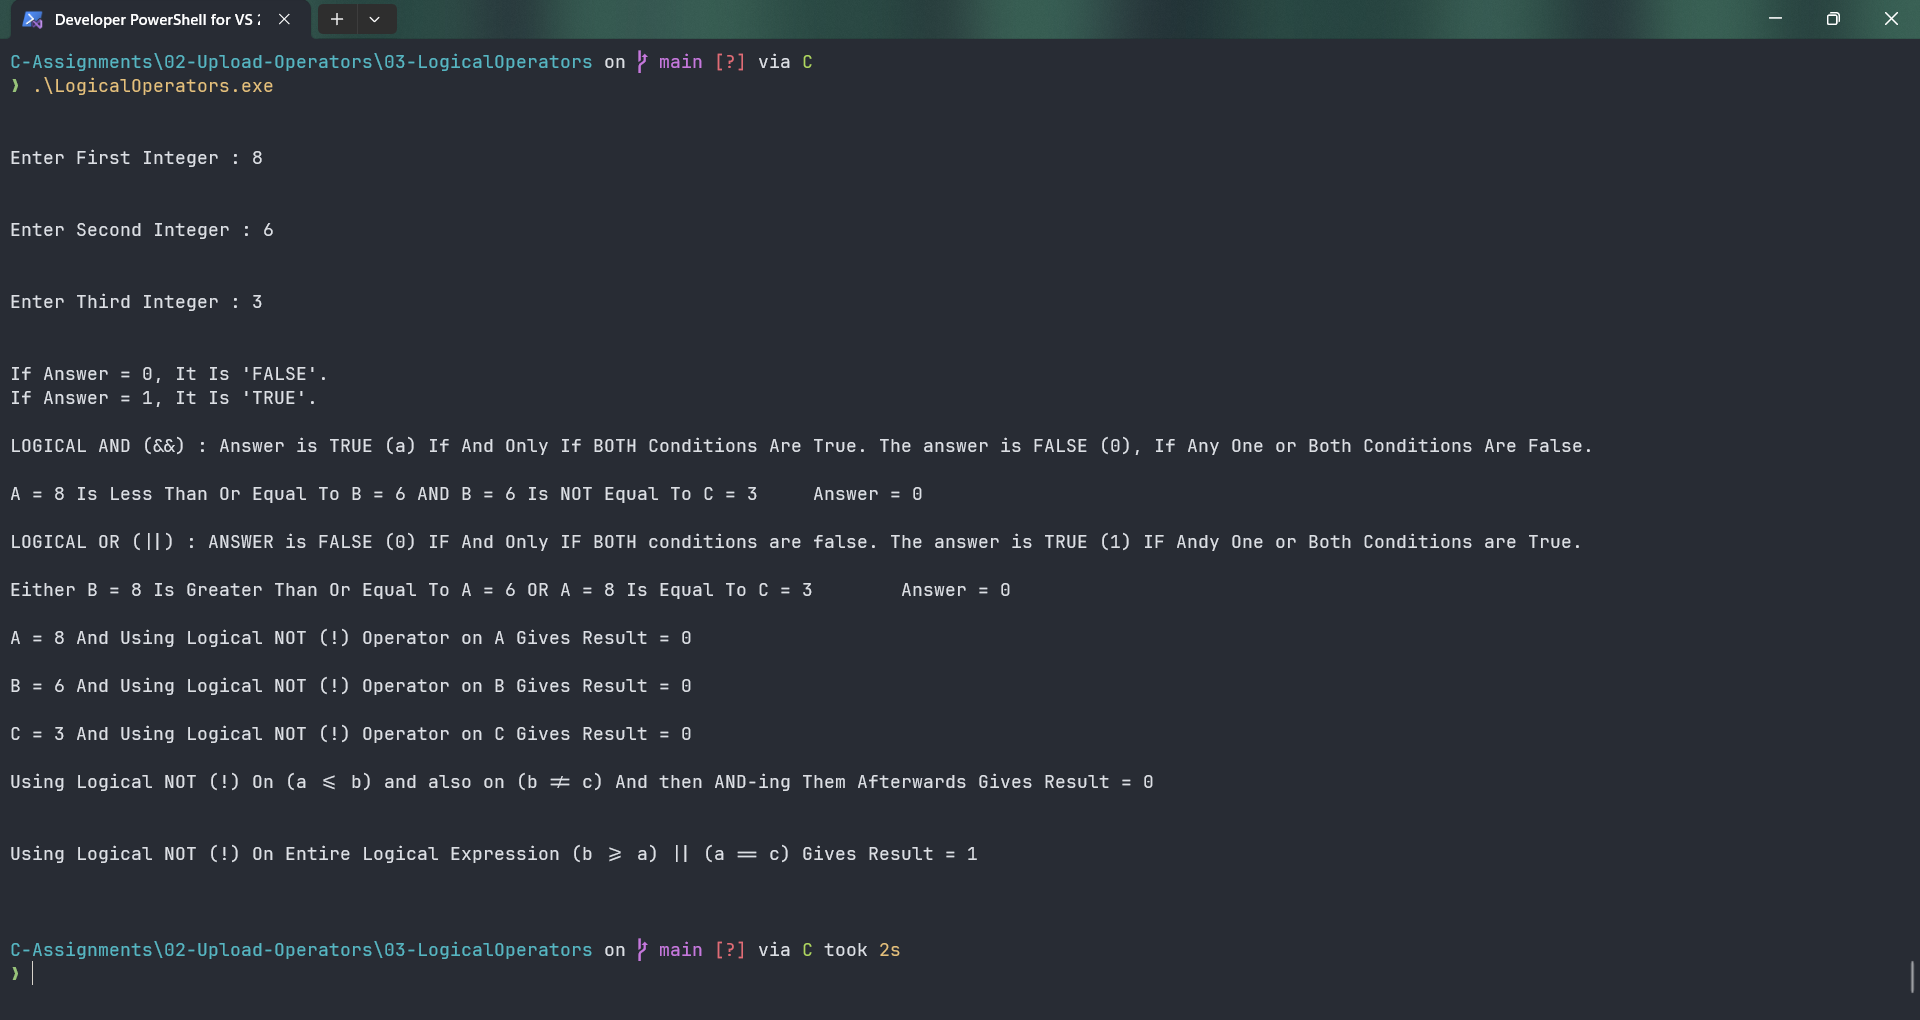 Developer PowerShell for VS 2
C-Assignments\02-Upload-Operators\03-LogicalOperators on main [?] via C
❯ .\LogicalOperators.exe
Enter First Integer : 8
Enter Second Integer : 6
Enter Third Integer : 3
If Answer = 0, It Is 'FALSE'.
If Answer = 1, It Is 'TRUE'.
LOGICAL AND (&&) : Answer is TRUE (a) If And Only If BOTH Conditions Are True. The answer is FALSE (0), If Any One or Both Conditions Are False.
A = 8 Is Less Than Or Equal To B = 6 AND B = 6 Is NOT Equal To C = 3     Answer = 0
LOGICAL OR (||) : ANSWER is FALSE (0) IF And Only IF BOTH conditions are false. The answer is TRUE (1) IF Andy One or Both Conditions are True.
Either B = 8 Is Greater Than Or Equal To A = 6 OR A = 8 Is Equal To C = 3        Answer = 0
A = 8 And Using Logical NOT (!) Operator on A Gives Result = 0
B = 6 And Using Logical NOT (!) Operator on B Gives Result = 0
C = 3 And Using Logical NOT (!) Operator on C Gives Result = 0
Using Logical NOT (!) On (a <= b) and also on (b != c) And then AND-ing Them Afterwards Gives Result = 0
Using Logical NOT (!) On Entire Logical Expression (b >= a) || (a == c) Gives Result = 1
C-Assignments\02-Upload-Operators\03-LogicalOperators on main [?] via C took 2s
❯